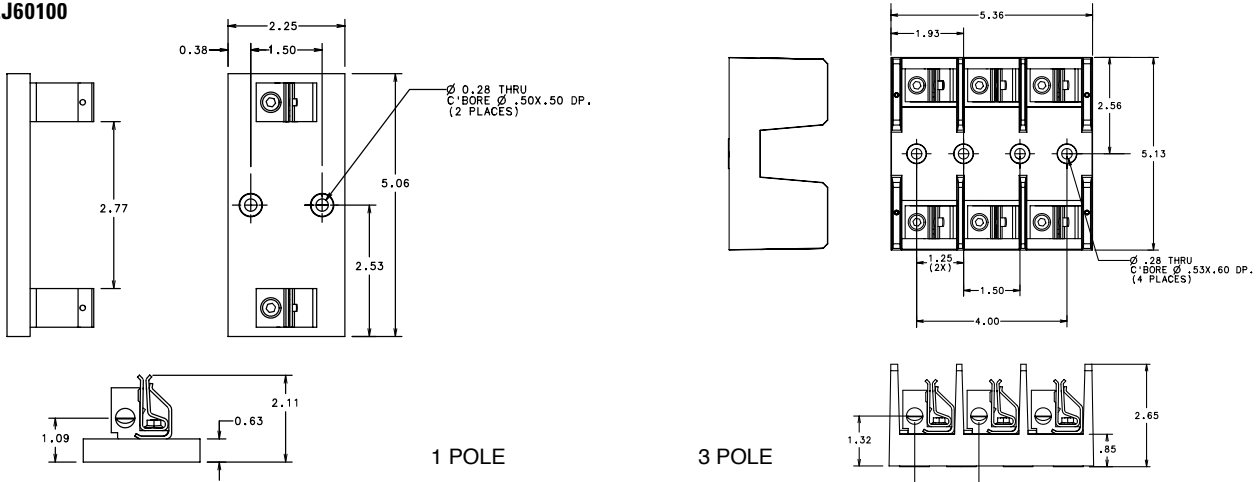 J60100
2.25
0.38
1.50
Ø 0.28 THRU
C'BORE Ø .50X.50 DP.
(2 PLACES)
2.77
5.06
2.53
2.11
1.09
0.63
1 POLE
5.36
1.93
2.56
5.13
1.25
(2X)
1.50
4.00
Ø .28 THRU
C'BORE Ø .53X.60 DP.
(4 PLACES)
1.32
2.65
.85
3 POLE